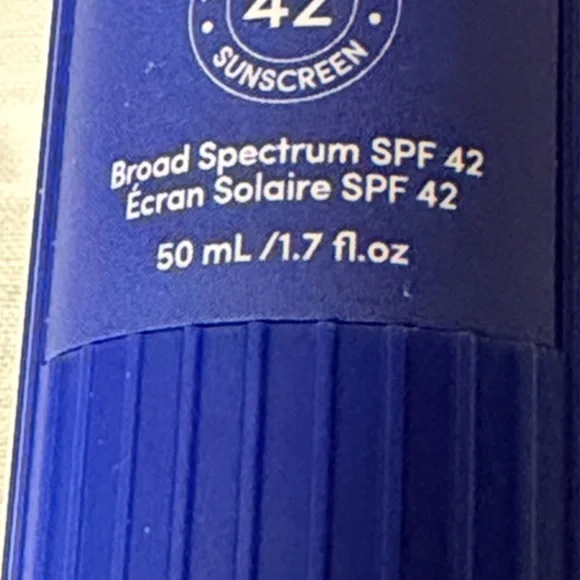 42
SUNSCREEN
Broad Spectrum SPF 42
Écran Solaire SPF 42
50 mL /1.7 fl.oz